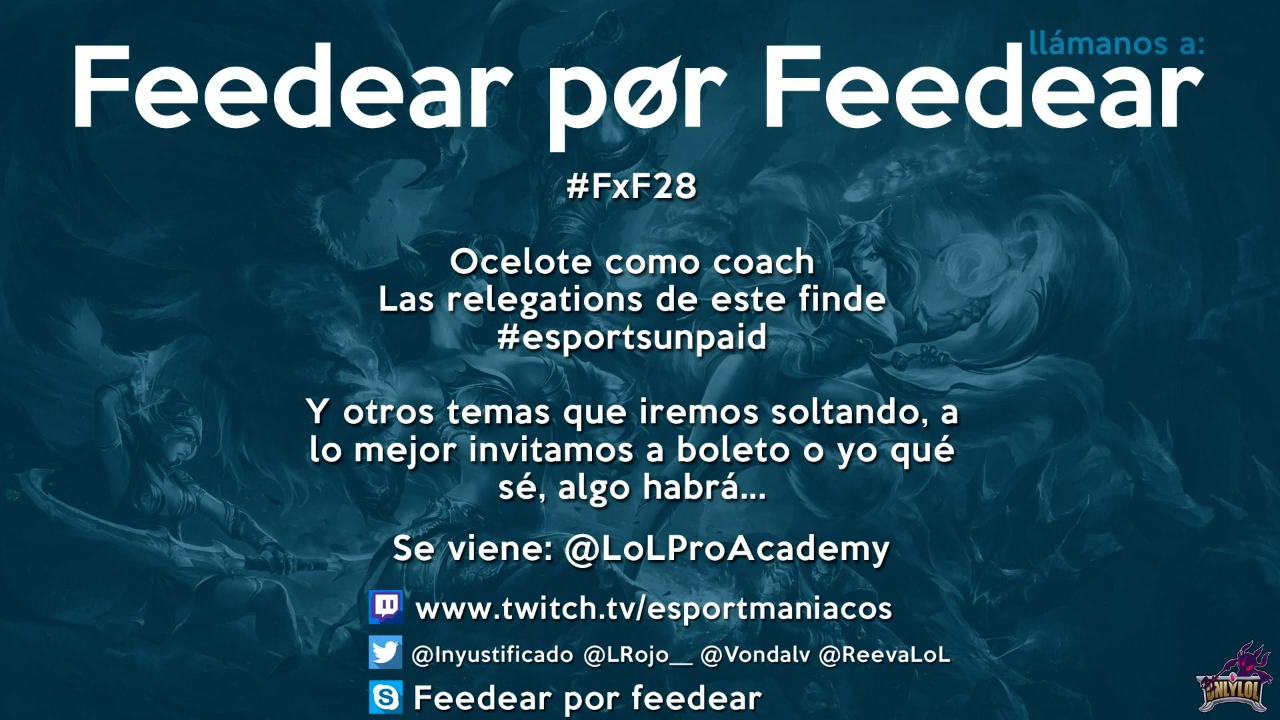 llámanos a:
Feedear pør Feedear
#FxF28
Ocelote como coach
Las relegations de este finde
#esportsunpaid
Y otros temas que iremos soltando, a
lo mejor invitamos a boleto o yo qué
sé, algo habrá...
Se viene: @LoLProAcademy
www.twitch.tv/esportmaniacos
@Inyustificado @LRojo__ @Vondalv @ReevaLoL
Feedear por feedear
ONLYLOL